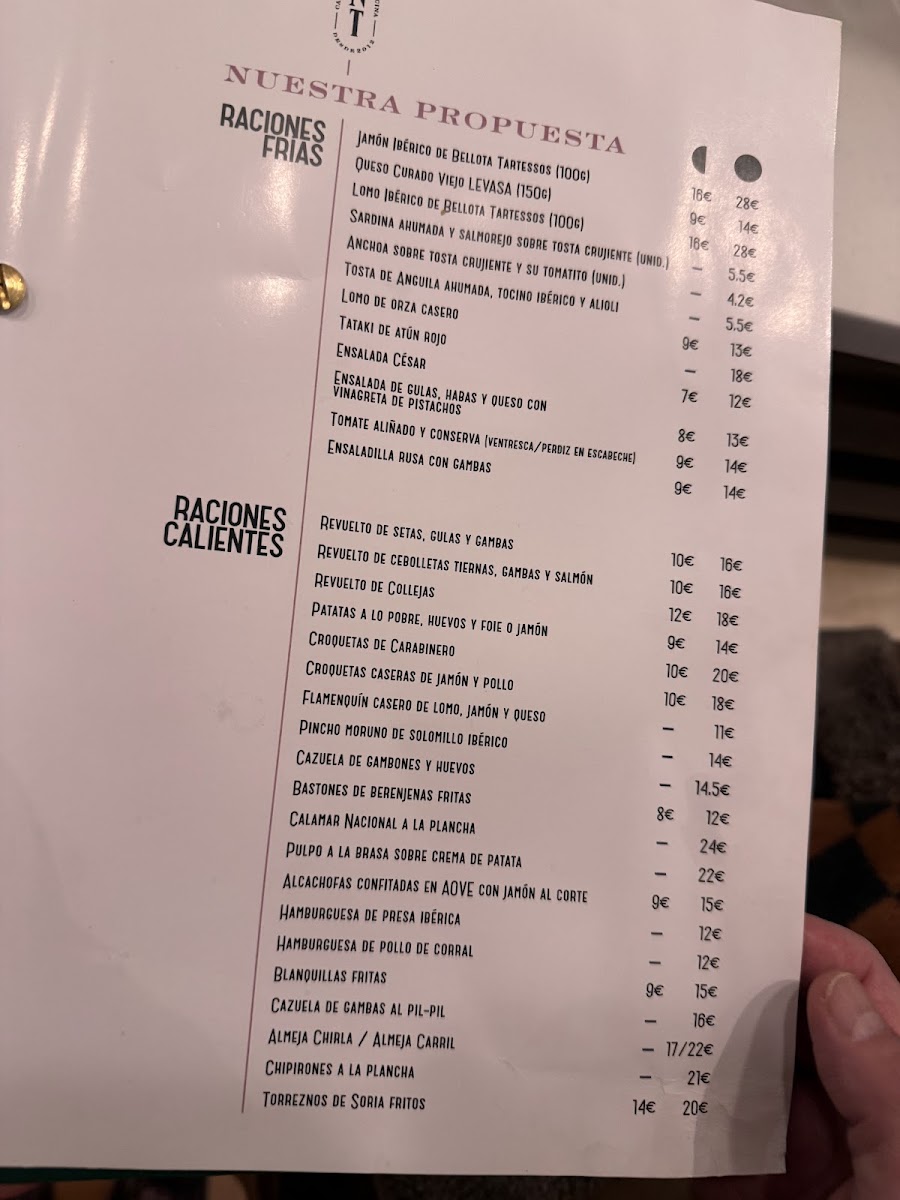 NT
DESDE 2012
NUESTRA PROPUESTA
RACIONES
FRIAS
Jamón Ibérico de Bellota Tartessos (100g) 16€ 28€
Queso Curado Viejo LEVASA (150g) 9€ 14€
Lomo Ibérico de Bellota Tartessos (100g) 16€ 28€
Sardina ahumada y salmorejo sobre tosta crujiente (unid.) – 5.5€
Anchoa sobre tosta crujiente y su tomatito (unid.) – 4.2€
Tosta de Anguila ahumada, tocino ibérico y alioli – 5.5€
Lomo de orza casero 9€ 13€
Tataki de atún rojo – 18€
Ensalada César 7€ 12€
Ensalada de gulas, habas y queso con
vinagreta de pistachos 8€ 13€
Tomate aliñado y conserva (ventresca/perdiz en escabeche) 9€ 14€
Ensaladilla rusa con gambas 9€ 14€
RACIONES
CALIENTES
Revuelto de setas, gulas y gambas 10€ 16€
Revuelto de cebolletas tiernas, gambas y salmón 10€ 16€
Revuelto de Collejas 12€ 18€
Patatas a lo pobre, huevos y foie o jamón 9€ 14€
Croquetas de Carabinero 10€ 20€
Croquetas caseras de jamón y pollo 10€ 18€
Flamenquín casero de lomo, jamón y queso – 11€
Pincho moruno de solomillo ibérico – 14€
Cazuela de gambones y huevos – 14.5€
Bastones de berenjenas fritas 8€ 12€
Calamar Nacional a la plancha – 24€
Pulpo a la brasa sobre crema de patata – 22€
Alcachofas confitadas en AOVE con jamón al corte 9€ 15€
Hamburguesa de presa ibérica – 12€
Hamburguesa de pollo de corral – 12€
Blanquillas fritas 9€ 15€
Cazuela de gambas al pil-pil – 16€
Almeja Chirla / Almeja Carril – 17/22€
Chipirones a la plancha – 21€
Torreznos de Soria fritos 14€ 20€